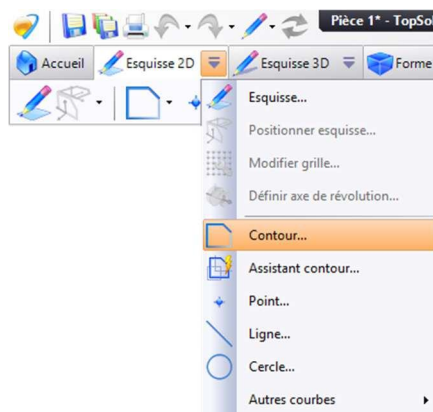 Pièce 1* - TopSol
Accueil Esquisse 2D Esquisse 3D Forme
Esquisse...
Positionner esquisse...
Modifier grille...
Définir axe de révolution...
Contour...
Assistant contour...
Point...
Ligne...
Cercle...
Autres courbes